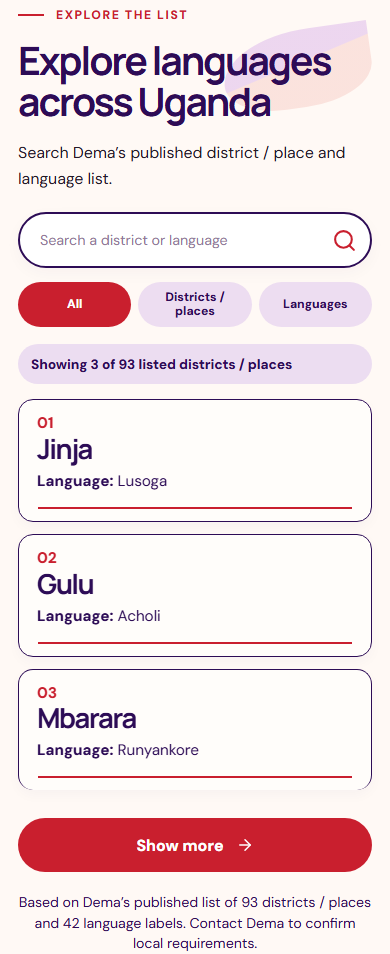 EXPLORE THE LIST
Explore languages
across Uganda
Search Dema’s published district / place and
language list.
Search a district or language
All
Districts /
places
Languages
Showing 3 of 93 listed districts / places
01
Jinja
Language: Lusoga
02
Gulu
Language: Acholi
03
Mbarara
Language: Runyankore
Show more →
Based on Dema’s published list of 93 districts / places
and 42 language labels. Contact Dema to confirm
local requirements.